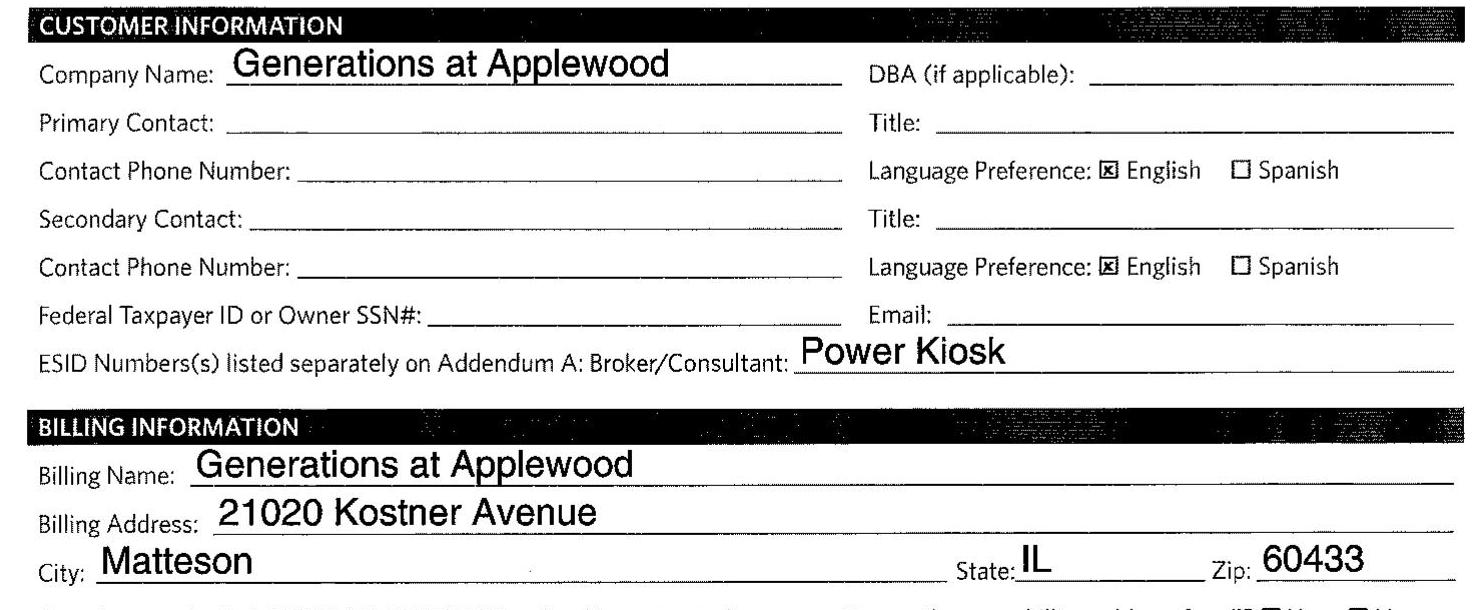 CUSTOMER INFORMATION
Company Name: Generations at Applewood DBA (if applicable):
Primary Contact: Title:
Contact Phone Number: Language Preference: ☒ English ☐ Spanish
Secondary Contact: Title:
Contact Phone Number: Language Preference: ☒ English ☐ Spanish
Federal Taxpayer ID or Owner SSN#: Email:
ESID Numbers(s) listed separately on Addendum A: Broker/Consultant: Power Kiosk
BILLING INFORMATION
Billing Name: Generations at Applewood
Billing Address: 21020 Kostner Avenue
City: Matteson State: IL Zip: 60433